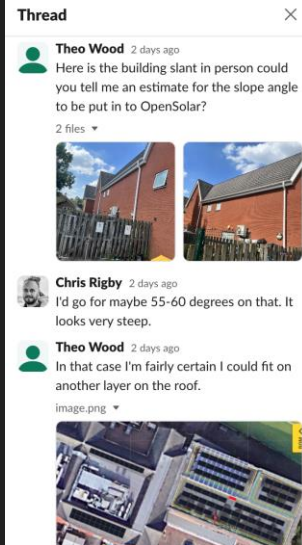 Thread
Theo Wood 2 days ago
Here is the building slant in person could
you tell me an estimate for the slope angle
to be put in to OpenSolar?
2 files
Chris Rigby 2 days ago
I'd go for maybe 55-60 degrees on that. It
looks very steep.
Theo Wood 2 days ago
In that case I'm fairly certain I could fit on
another layer on the roof.
image.png